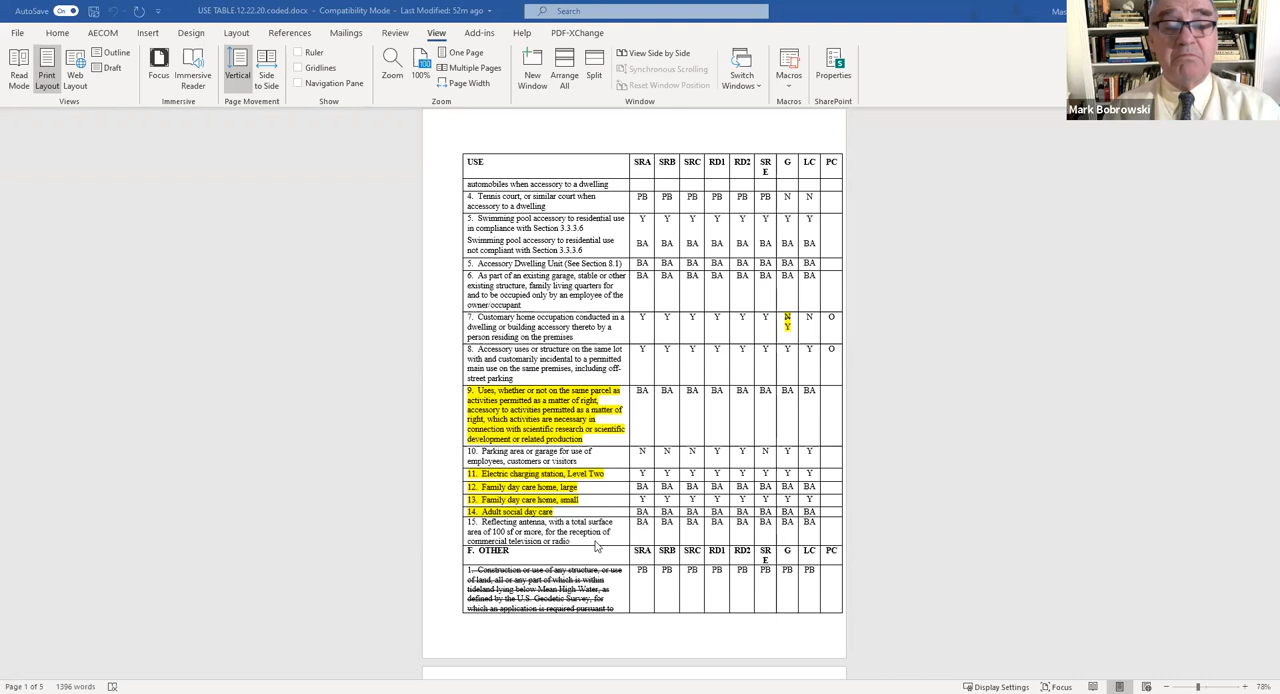 AutoSave On USE TABLE.12.22.20.coded.docx - Compatibility Mode - Last Modified: 52m ago Search Mas
File Home AECOM Insert Design Layout References Mailings Review View Add-ins Help PDF-XChange
Read Mode
Print Layout
Web Layout
Outline
Draft
Views
Focus
Immersive Reader
Immersive
Vertical
Side to Side
Page Movement
Ruler
Gridlines
Navigation Pane
Show
Zoom
100
100%
One Page
Multiple Pages
Page Width
Zoom
New Window
Arrange All
Split
View Side by Side
Synchronous Scrolling
Reset Window Position
Window
Switch Windows
Macros
Macros
Properties
SharePoint
Mark Bobrowski
USE SRA SRB SRC RD1 RD2 SR E G LC PC
automobiles when accessory to a dwelling
4. Tennis court, or similar court when PB PB PB PB PB PB N N
accessory to a dwelling
5. Swimming pool accessory to residential use Y Y Y Y Y Y Y Y
in compliance with Section 3.3.3.6
Swimming pool accessory to residential use BA BA BA BA BA BA BA BA
not compliant with Section 3.3.3.6
5. Accessory Dwelling Unit (See Section 8.1) BA BA BA BA BA BA BA BA
6. As part of an existing garage, stable or other BA BA BA BA BA BA BA BA
existing structure, family living quarters for
and to be occupied only by an employee of the
owner/occupant
7. Customary home occupation conducted in a Y Y Y Y Y Y N N O
dwelling or building accessory thereto by a Y
person residing on the premises
8. Accessory uses or structure on the same lot Y Y Y Y Y Y Y Y O
with and customarily incidental to a permitted
main use on the same premises, including off-
street parking
9. Uses, whether or not on the same parcel as BA BA BA BA BA BA BA BA
activities permitted as a matter of right,
accessory to activities permitted as a matter of
right, which activities are necessary in
connection with scientific research or scientific
development or related production
10. Parking area or garage for use of N N N Y Y N Y Y
employees, customers or visitors
11. Electric charging station, Level Two Y Y Y Y Y Y Y Y
12. Family day care home, large BA BA BA BA BA BA BA BA
13. Family day care home, small Y Y Y Y Y Y Y Y
14. Adult social day care BA BA BA BA BA BA BA BA
15. Reflecting antenna, with a total surface BA BA BA BA BA BA BA BA
area of 100 sf or more, for the reception of
commercial television or radio
F. OTHER SRA SRB SRC RD1 RD2 SR E G LC PC
1. Construction or use of any structure, or use PB PB PB PB PB PB PB PB
of land, all or any part of which is within
tideland lying below Mean High Water, as
defined by the U.S. Geodetic Survey, for
which an application is required pursuant to
Page 1 of 5 1396 words Display Settings Focus 78%